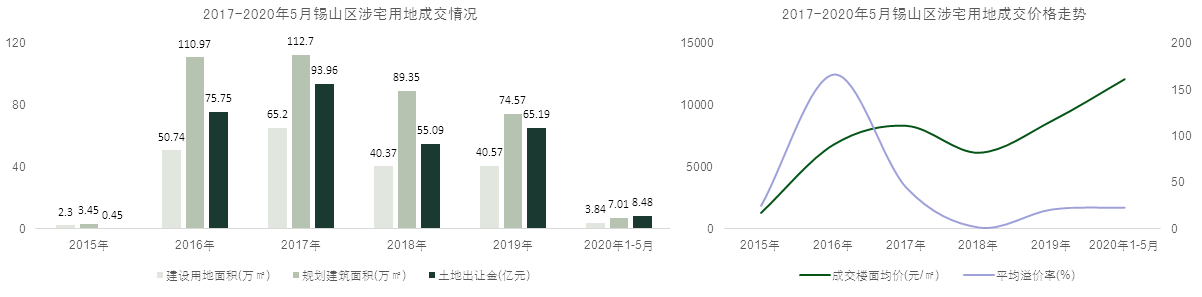 2017-2020年5月锡山区涉宅用地成交情况
120
80
40
0
2.3
3.45
0.45
50.74
110.97
75.75
65.2
112.7
93.96
40.37
89.35
55.09
40.57
74.57
65.19
3.84
7.01
8.48
2015年
2016年
2017年
2018年
2019年
2020年1-5月
建设用地面积(万㎡)
规划建筑面积(万㎡)
土地出让金(亿元)
2017-2020年5月锡山区涉宅用地成交价格走势
15000
10000
5000
0
200
150
100
50
0
2015年
2016年
2017年
2018年
2019年
2020年1-5月
成交楼面均价(元/㎡)
平均溢价率(%)